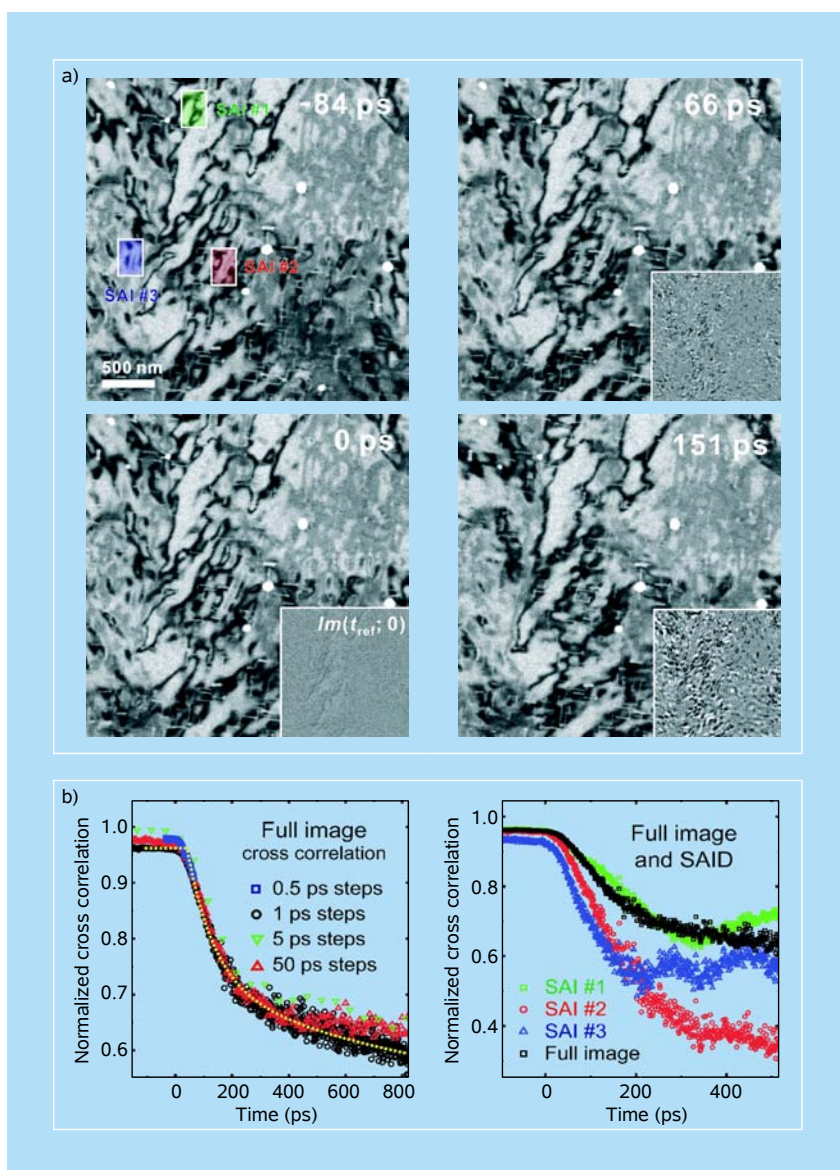 a)
-84 ps
SAI #1
SAI #2
SAI #3
500 nm
66 ps
0 ps
Im(t_ref; 0)
151 ps
b)
Normalized cross correlation
1.0
0.9
0.8
0.7
0.6
Full image
cross correlation
0.5 ps steps
1 ps steps
5 ps steps
50 ps steps
0 200 400 600 800
Time (ps)
Normalized cross correlation
1.0
0.8
0.6
0.4
Full image
and SAID
SAI #1
SAI #2
SAI #3
Full image
0 200 400
Time (ps)